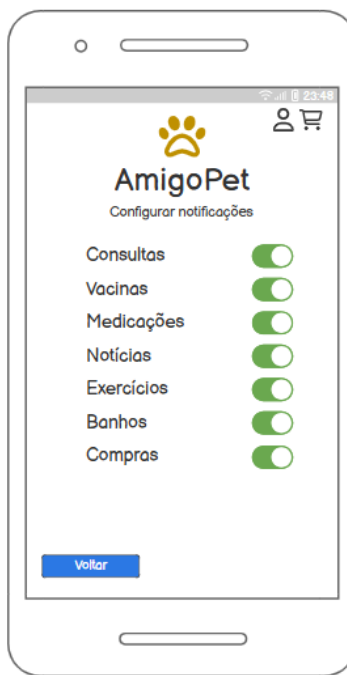 23:48
AmigoPet
Configurar notificações
Consultas
Vacinas
Medicações
Notícias
Exercícios
Banhos
Compras
Voltar